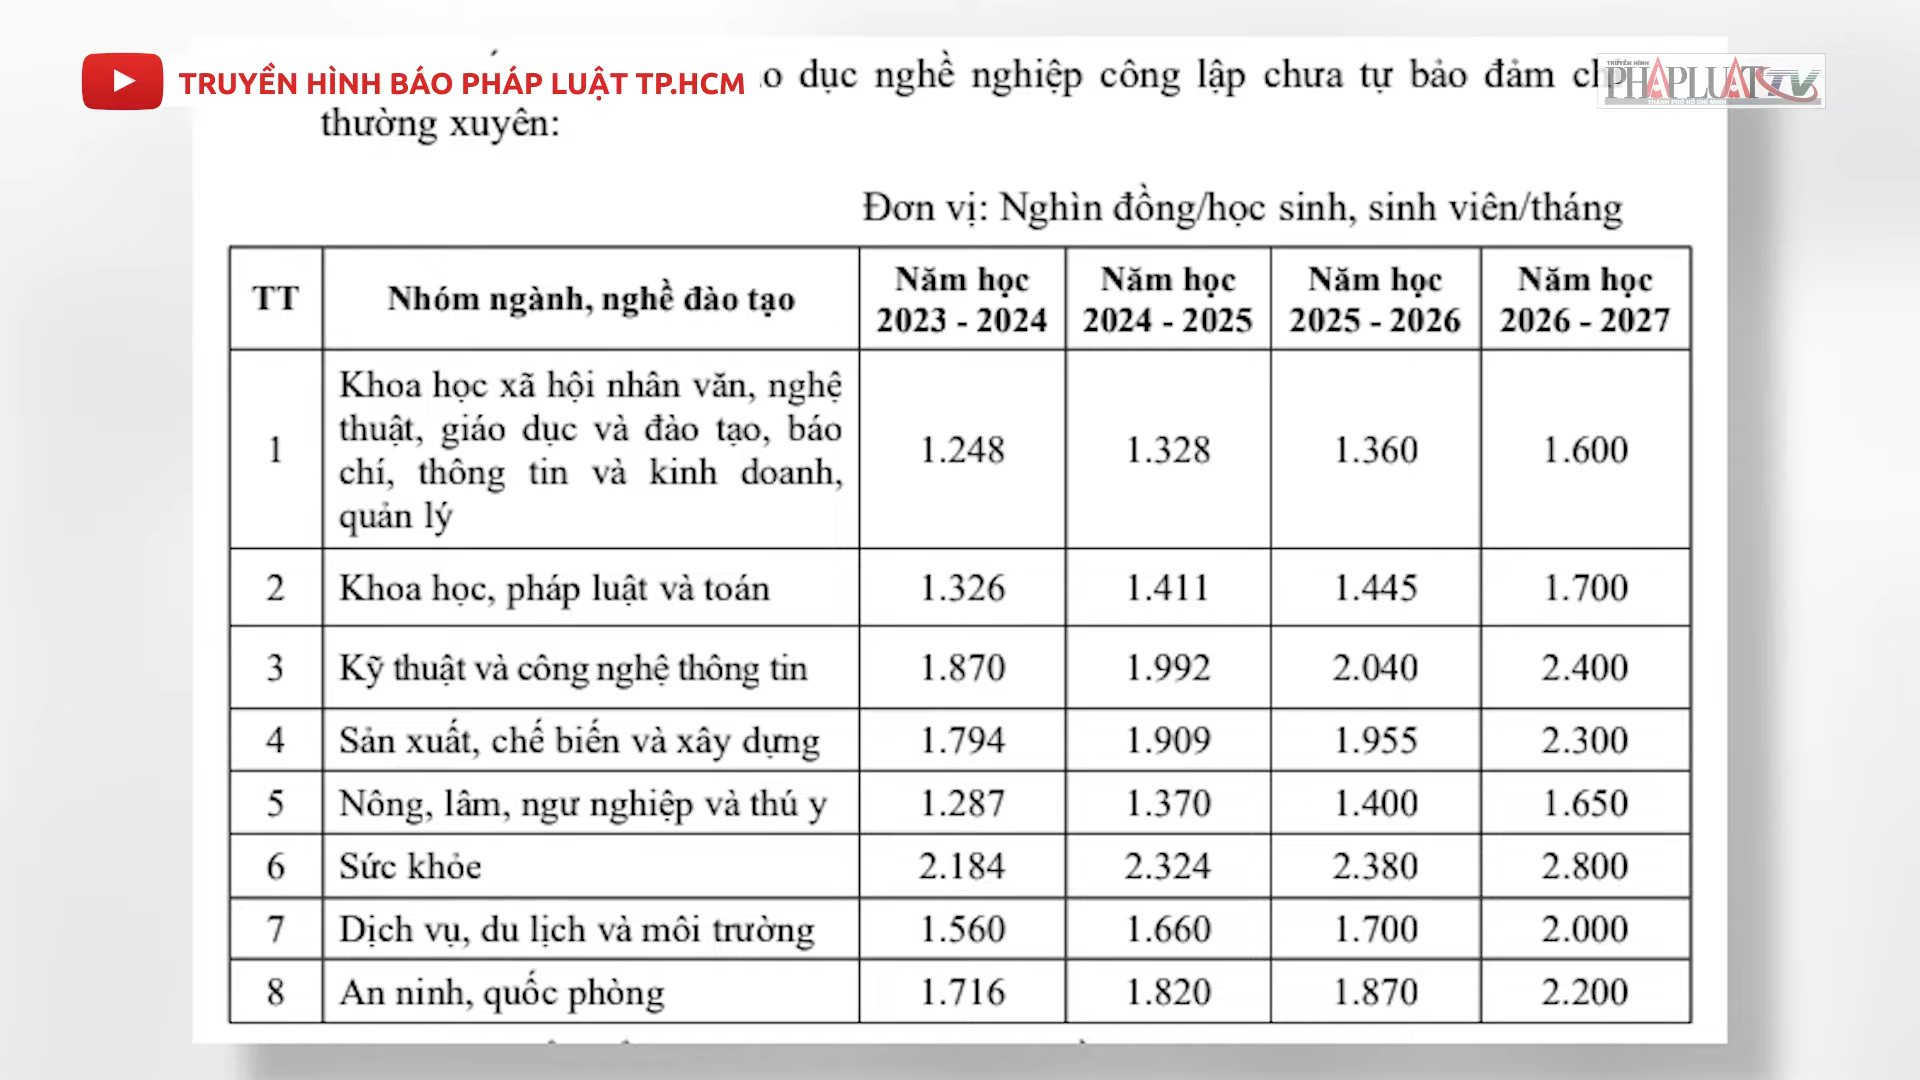 TRUYỀN HÌNH BÁO PHÁP LUẬT TP.HCM
dục nghề nghiệp công lập chưa tự bảo đảm
TRUYỀN HÌNH
PHÁP LUẬT TV
THÀNH PHỐ HỒ CHÍ MINH
thường xuyên:
Đơn vị: Nghìn đồng/học sinh, sinh viên/tháng
TT Nhóm ngành, nghề đào tạo Năm học 2023 - 2024 Năm học 2024 - 2025 Năm học 2025 - 2026 Năm học 2026 - 2027
1 Khoa học xã hội nhân văn, nghệ
thuật, giáo dục và đào tạo, báo
chí, thông tin và kinh doanh,
quản lý 1.248 1.328 1.360 1.600
2 Khoa học, pháp luật và toán 1.326 1.411 1.445 1.700
3 Kỹ thuật và công nghệ thông tin 1.870 1.992 2.040 2.400
4 Sản xuất, chế biến và xây dựng 1.794 1.909 1.955 2.300
5 Nông, lâm, ngư nghiệp và thú y 1.287 1.370 1.400 1.650
6 Sức khỏe 2.184 2.324 2.380 2.800
7 Dịch vụ, du lịch và môi trường 1.560 1.660 1.700 2.000
8 An ninh, quốc phòng 1.716 1.820 1.870 2.200